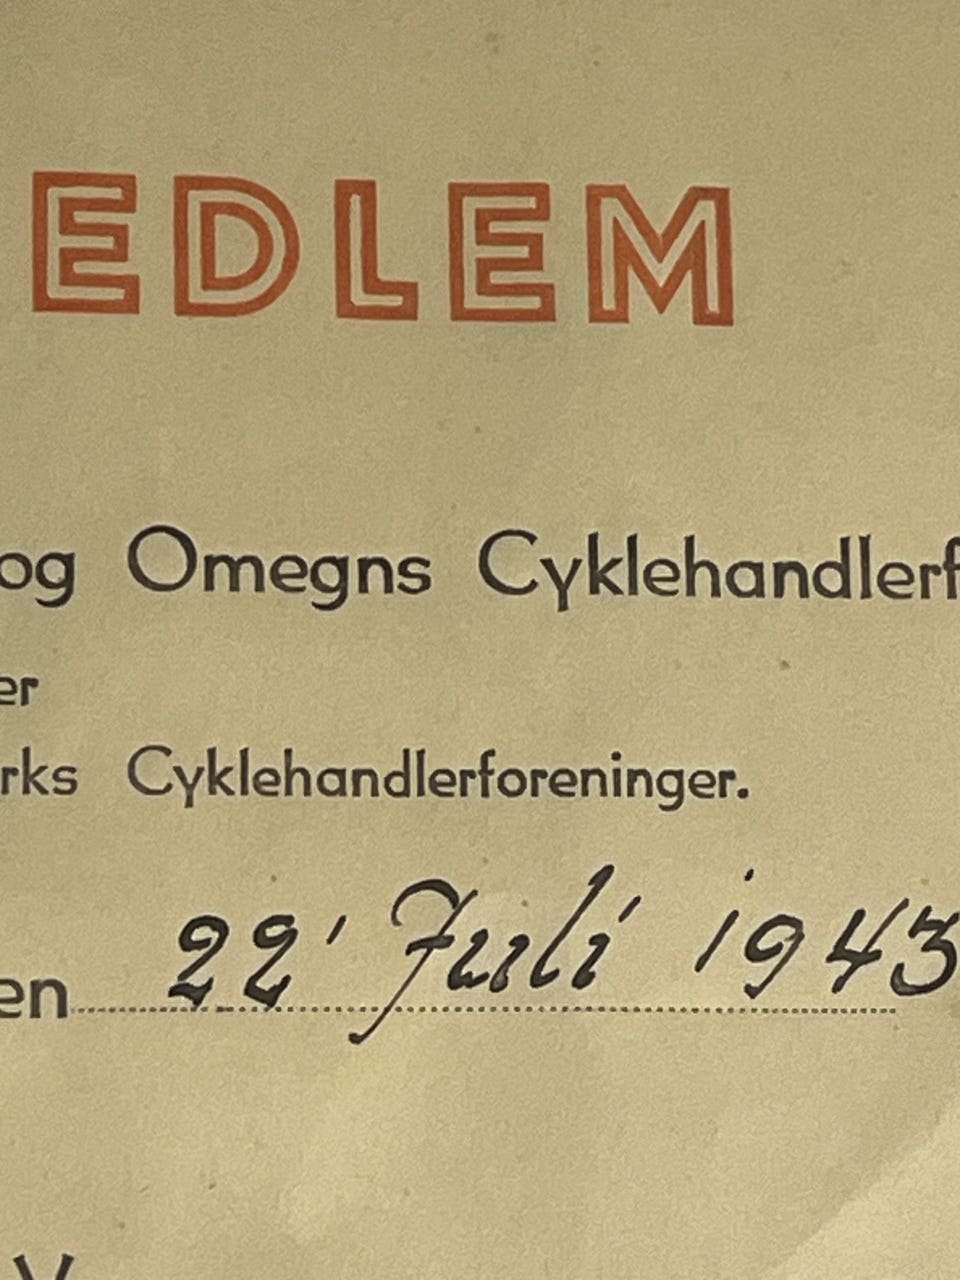 EDLEM
og Omegns Cyklehandlerf
er
rks Cyklehandlerforeninger.
en 22' Juli 1943
V